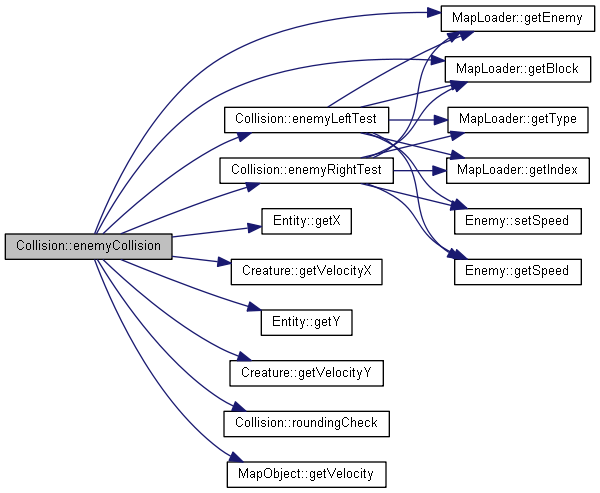 MapLoader::getEnemy
MapLoader::getBlock
Collision::enemyLeftTest
MapLoader::getType
Collision::enemyRightTest
MapLoader::getIndex
Entity::getX
Enemy::setSpeed
Collision::enemyCollision
Creature::getVelocityX
Enemy::getSpeed
Entity::getY
Creature::getVelocityY
Collision::roundingCheck
MapObject::getVelocity